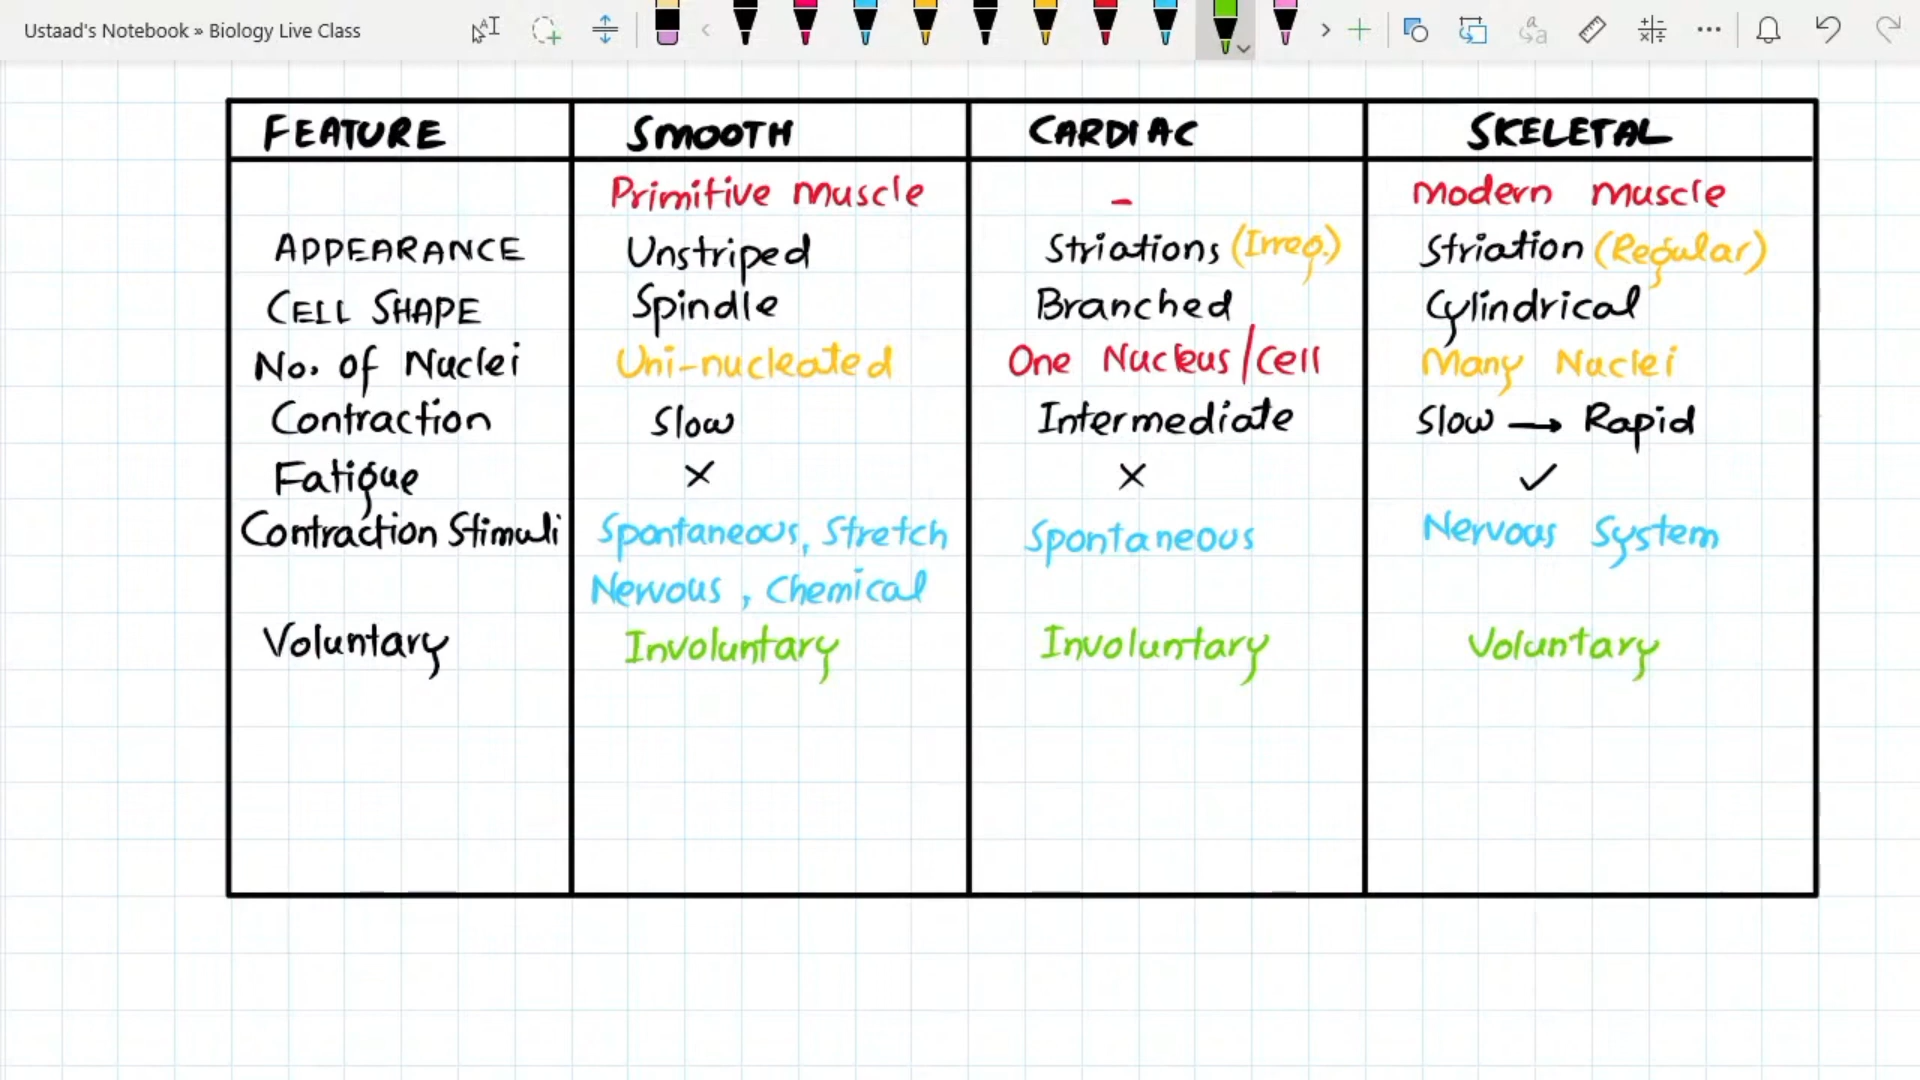 Ustaad's Notebook » Biology Live Class
FEATURE SMOOTH CARDIAC SKELETAL
Primitive muscle - Modern muscle
APPEARANCE Unstriped Striations (Irreg.) Striation (Regular)
CELL SHAPE Spindle Branched Cylindrical
No. of Nuclei Uni-nucleated One Nucleus/cell Many Nuclei
Contraction Slow Intermediate Slow → Rapid
Fatigue × × ✓
Contraction Stimuli Spontaneous, Stretch Spontaneous Nervous System
Nervous, Chemical
Voluntary Involuntary Involuntary Voluntary